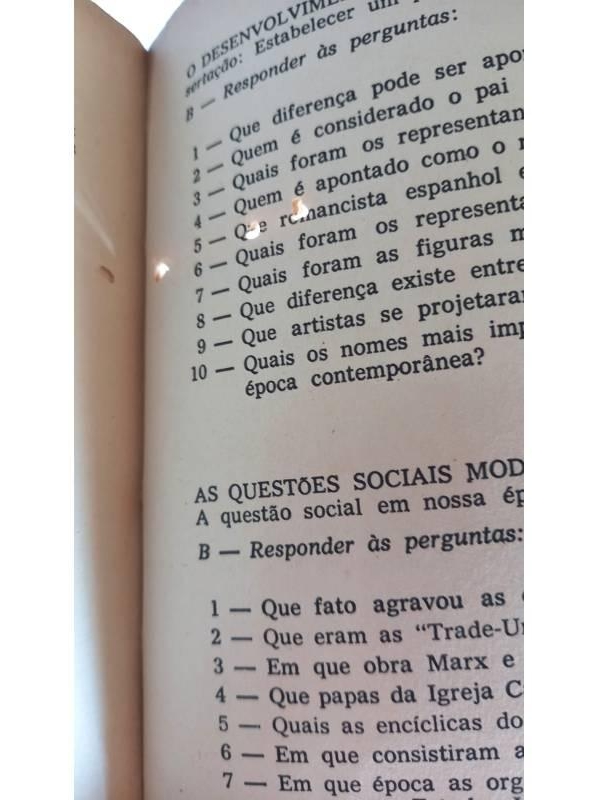 O DESENVOLVIME
sertação: Estabelecer um
B — Responder às perguntas:
1 — Que diferença pode ser apo
2 — Quem é considerado o pai
3 — Quais foram os representan
4 — Quem é apontado como o
5 — Que romancista espanhol e
6 — Quais foram os representa
7 — Quais foram as figuras m
8 — Que diferença existe entre
9 — Que artistas se projetaram
10 — Quais os nomes mais imp
época contemporânea?
AS QUESTÕES SOCIAIS MOD
A questão social em nossa ép
B — Responder às perguntas:
1 — Que fato agravou as
2 — Que eram as "Trade-Un
3 — Em que obra Marx e
4 — Que papas da Igreja C
5 — Quais as encíclicas do
6 — Em que consistiram a
7 — Em que época as org